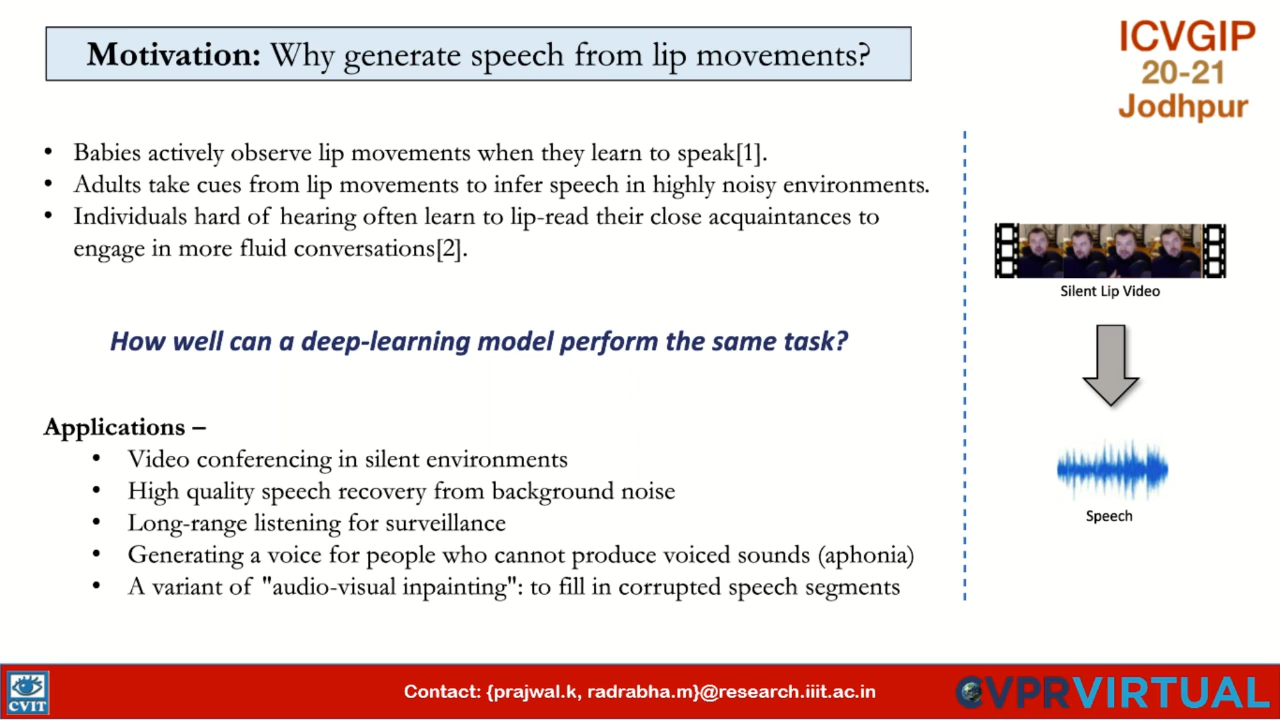 Motivation: Why generate speech from lip movements?
ICVGIP
20-21
Jodhpur
• Babies actively observe lip movements when they learn to speak[1].
• Adults take cues from lip movements to infer speech in highly noisy environments.
• Individuals hard of hearing often learn to lip-read their close acquaintances to
engage in more fluid conversations[2].
How well can a deep-learning model perform the same task?
Applications –
• Video conferencing in silent environments
• High quality speech recovery from background noise
• Long-range listening for surveillance
• Generating a voice for people who cannot produce voiced sounds (aphonia)
• A variant of "audio-visual inpainting": to fill in corrupted speech segments
Silent Lip Video
Speech
CVIT
Contact: {prajwal.k, radrabha.m}@research.iiit.ac.in
CVPRVIRTUAL